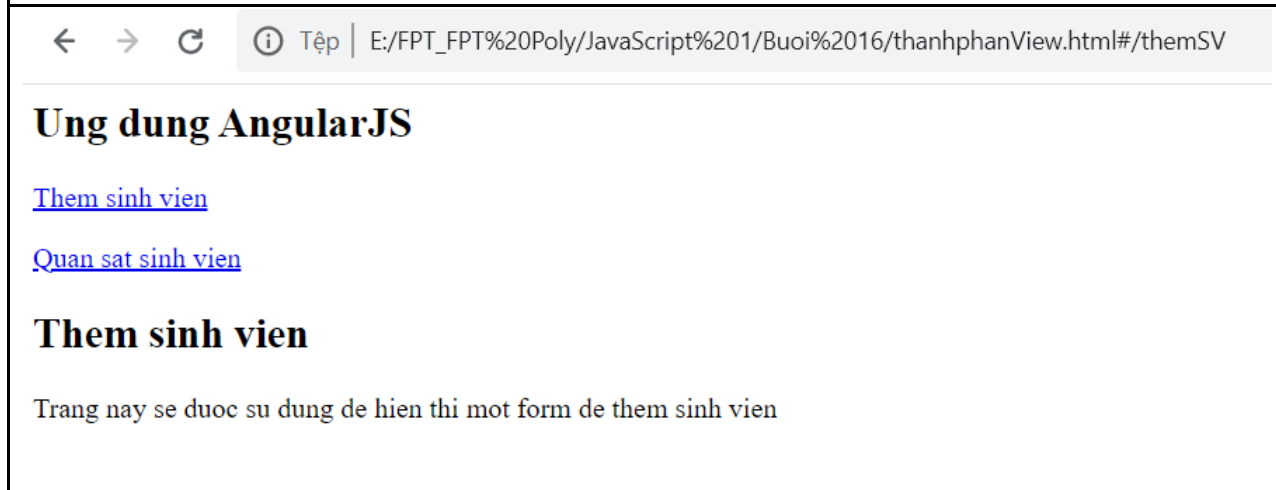 Tệp E:/FPT_FPT%20Poly/JavaScript%201/Buoi%2016/thanhphanView.html#/themSV
Ung dung AngularJS
Them sinh vien
Quan sat sinh vien
Them sinh vien
Trang nay se duoc su dung de hien thi mot form de them sinh vien